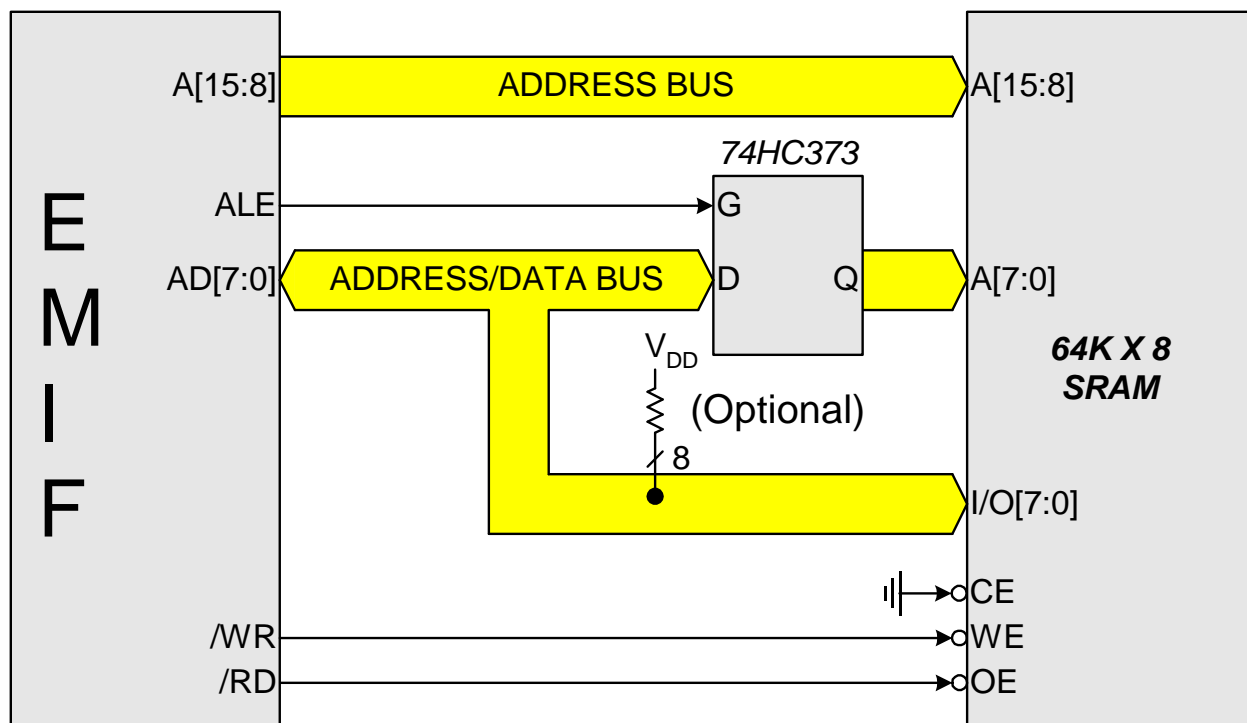 A[15:8]
ADDRESS BUS
A[15:8]
74HC373
ALE
G
AD[7:0]
ADDRESS/DATA BUS
D
Q
A[7:0]
E
M
I
F
VDD
(Optional)
8
64K X 8
SRAM
I/O[7:0]
CE
/WR
WE
/RD
OE